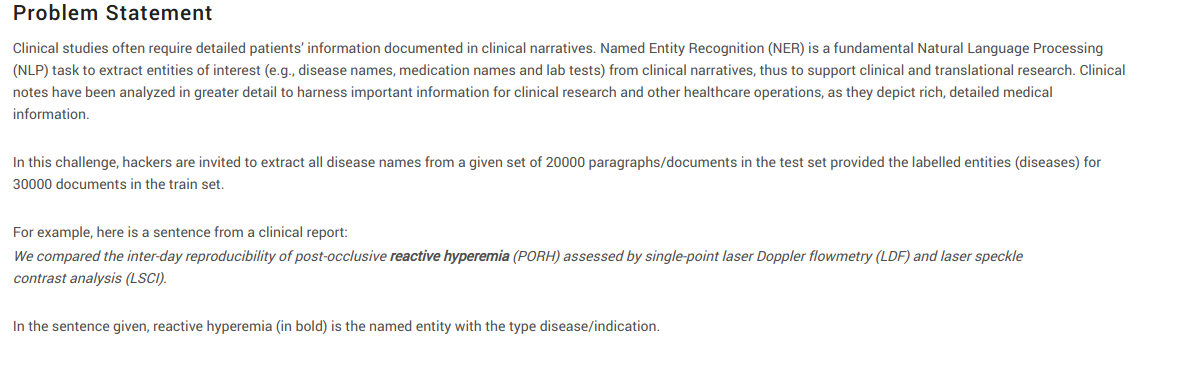 Problem Statement
Clinical studies often require detailed patients' information documented in clinical narratives. Named Entity Recognition (NER) is a fundamental Natural Language Processing
(NLP) task to extract entities of interest (e.g., disease names, medication names and lab tests) from clinical narratives, thus to support clinical and translational research. Clinical
notes have been analyzed in greater detail to harness important information for clinical research and other healthcare operations, as they depict rich, detailed medical
information.
In this challenge, hackers are invited to extract all disease names from a given set of 20000 paragraphs/documents in the test set provided the labelled entities (diseases) for
30000 documents in the train set.
For example, here is a sentence from a clinical report:
We compared the inter-day reproducibility of post-occlusive reactive hyperemia (PORH) assessed by single-point laser Doppler flowmetry (LDF) and laser speckle
contrast analysis (LSCI).
In the sentence given, reactive hyperemia (in bold) is the named entity with the type disease/indication.